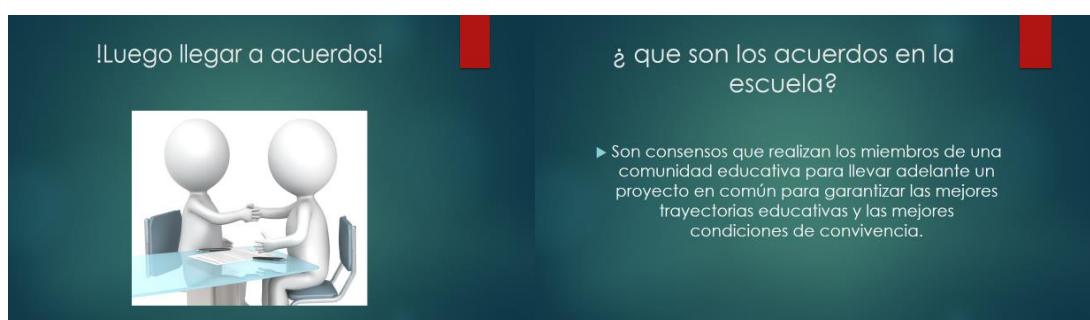 !Luego llegar a acuerdos!
¿ que son los acuerdos en la
escuela?
Son consensos que realizan los miembros de una
comunidad educativa para llevar adelante un
proyecto en común para garantizar las mejores
trayectorias educativas y las mejores
condiciones de convivencia.